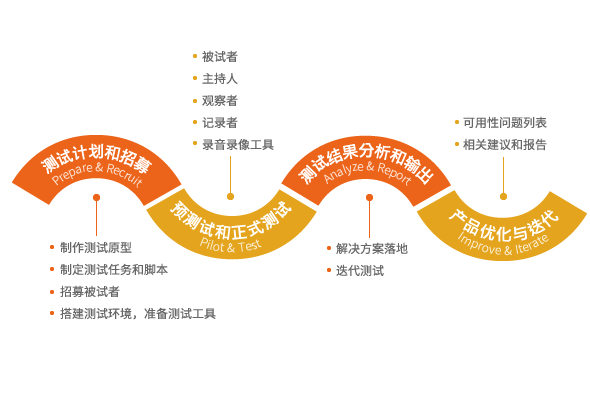 测试计划和招募
Prepare & Recruit
制作测试原型
制定测试任务和脚本
招募被试者
搭建测试环境，准备测试工具
被试者
主持人
观察者
记录者
录音录像工具
预测试和正式测试
Pilot & Test
测试结果分析和输出
Analyze & Report
解决方案落地
迭代测试
可用性问题列表
相关建议和报告
产品优化与迭代
Improve & Iterate